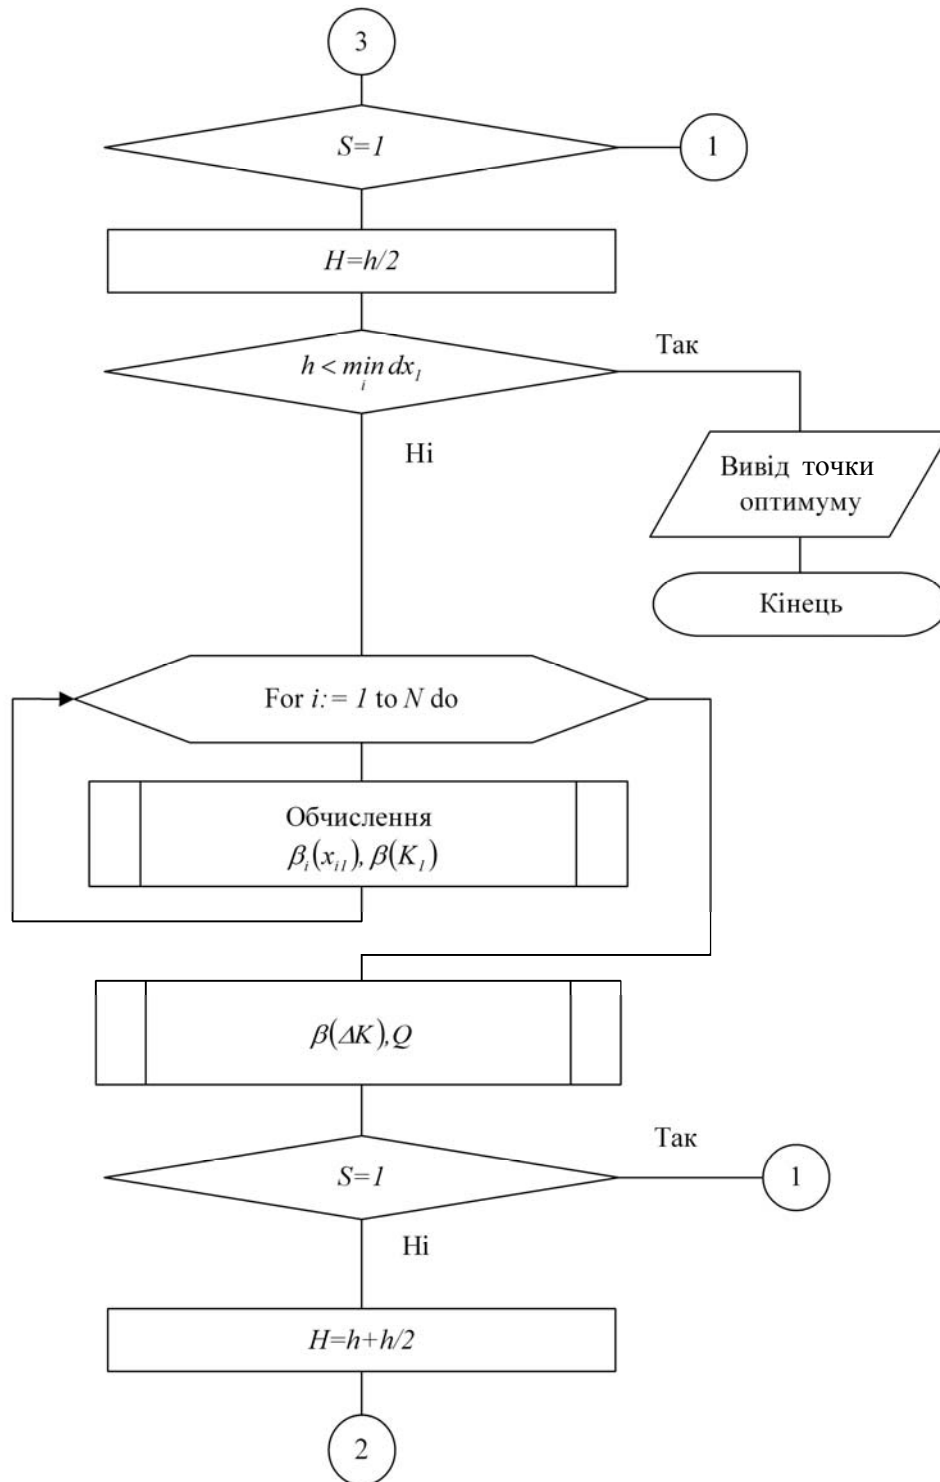 3
S=1
1
H=h/2
h < min dx₁
i
Так
Ні
Вивід точки
оптимуму
Кінець
For i:= 1 to N do
Обчислення
βᵢ(xᵢ₁), β(K₁)
β(ΔK), Q
S=1
Так
1
Ні
H=h+h/2
2